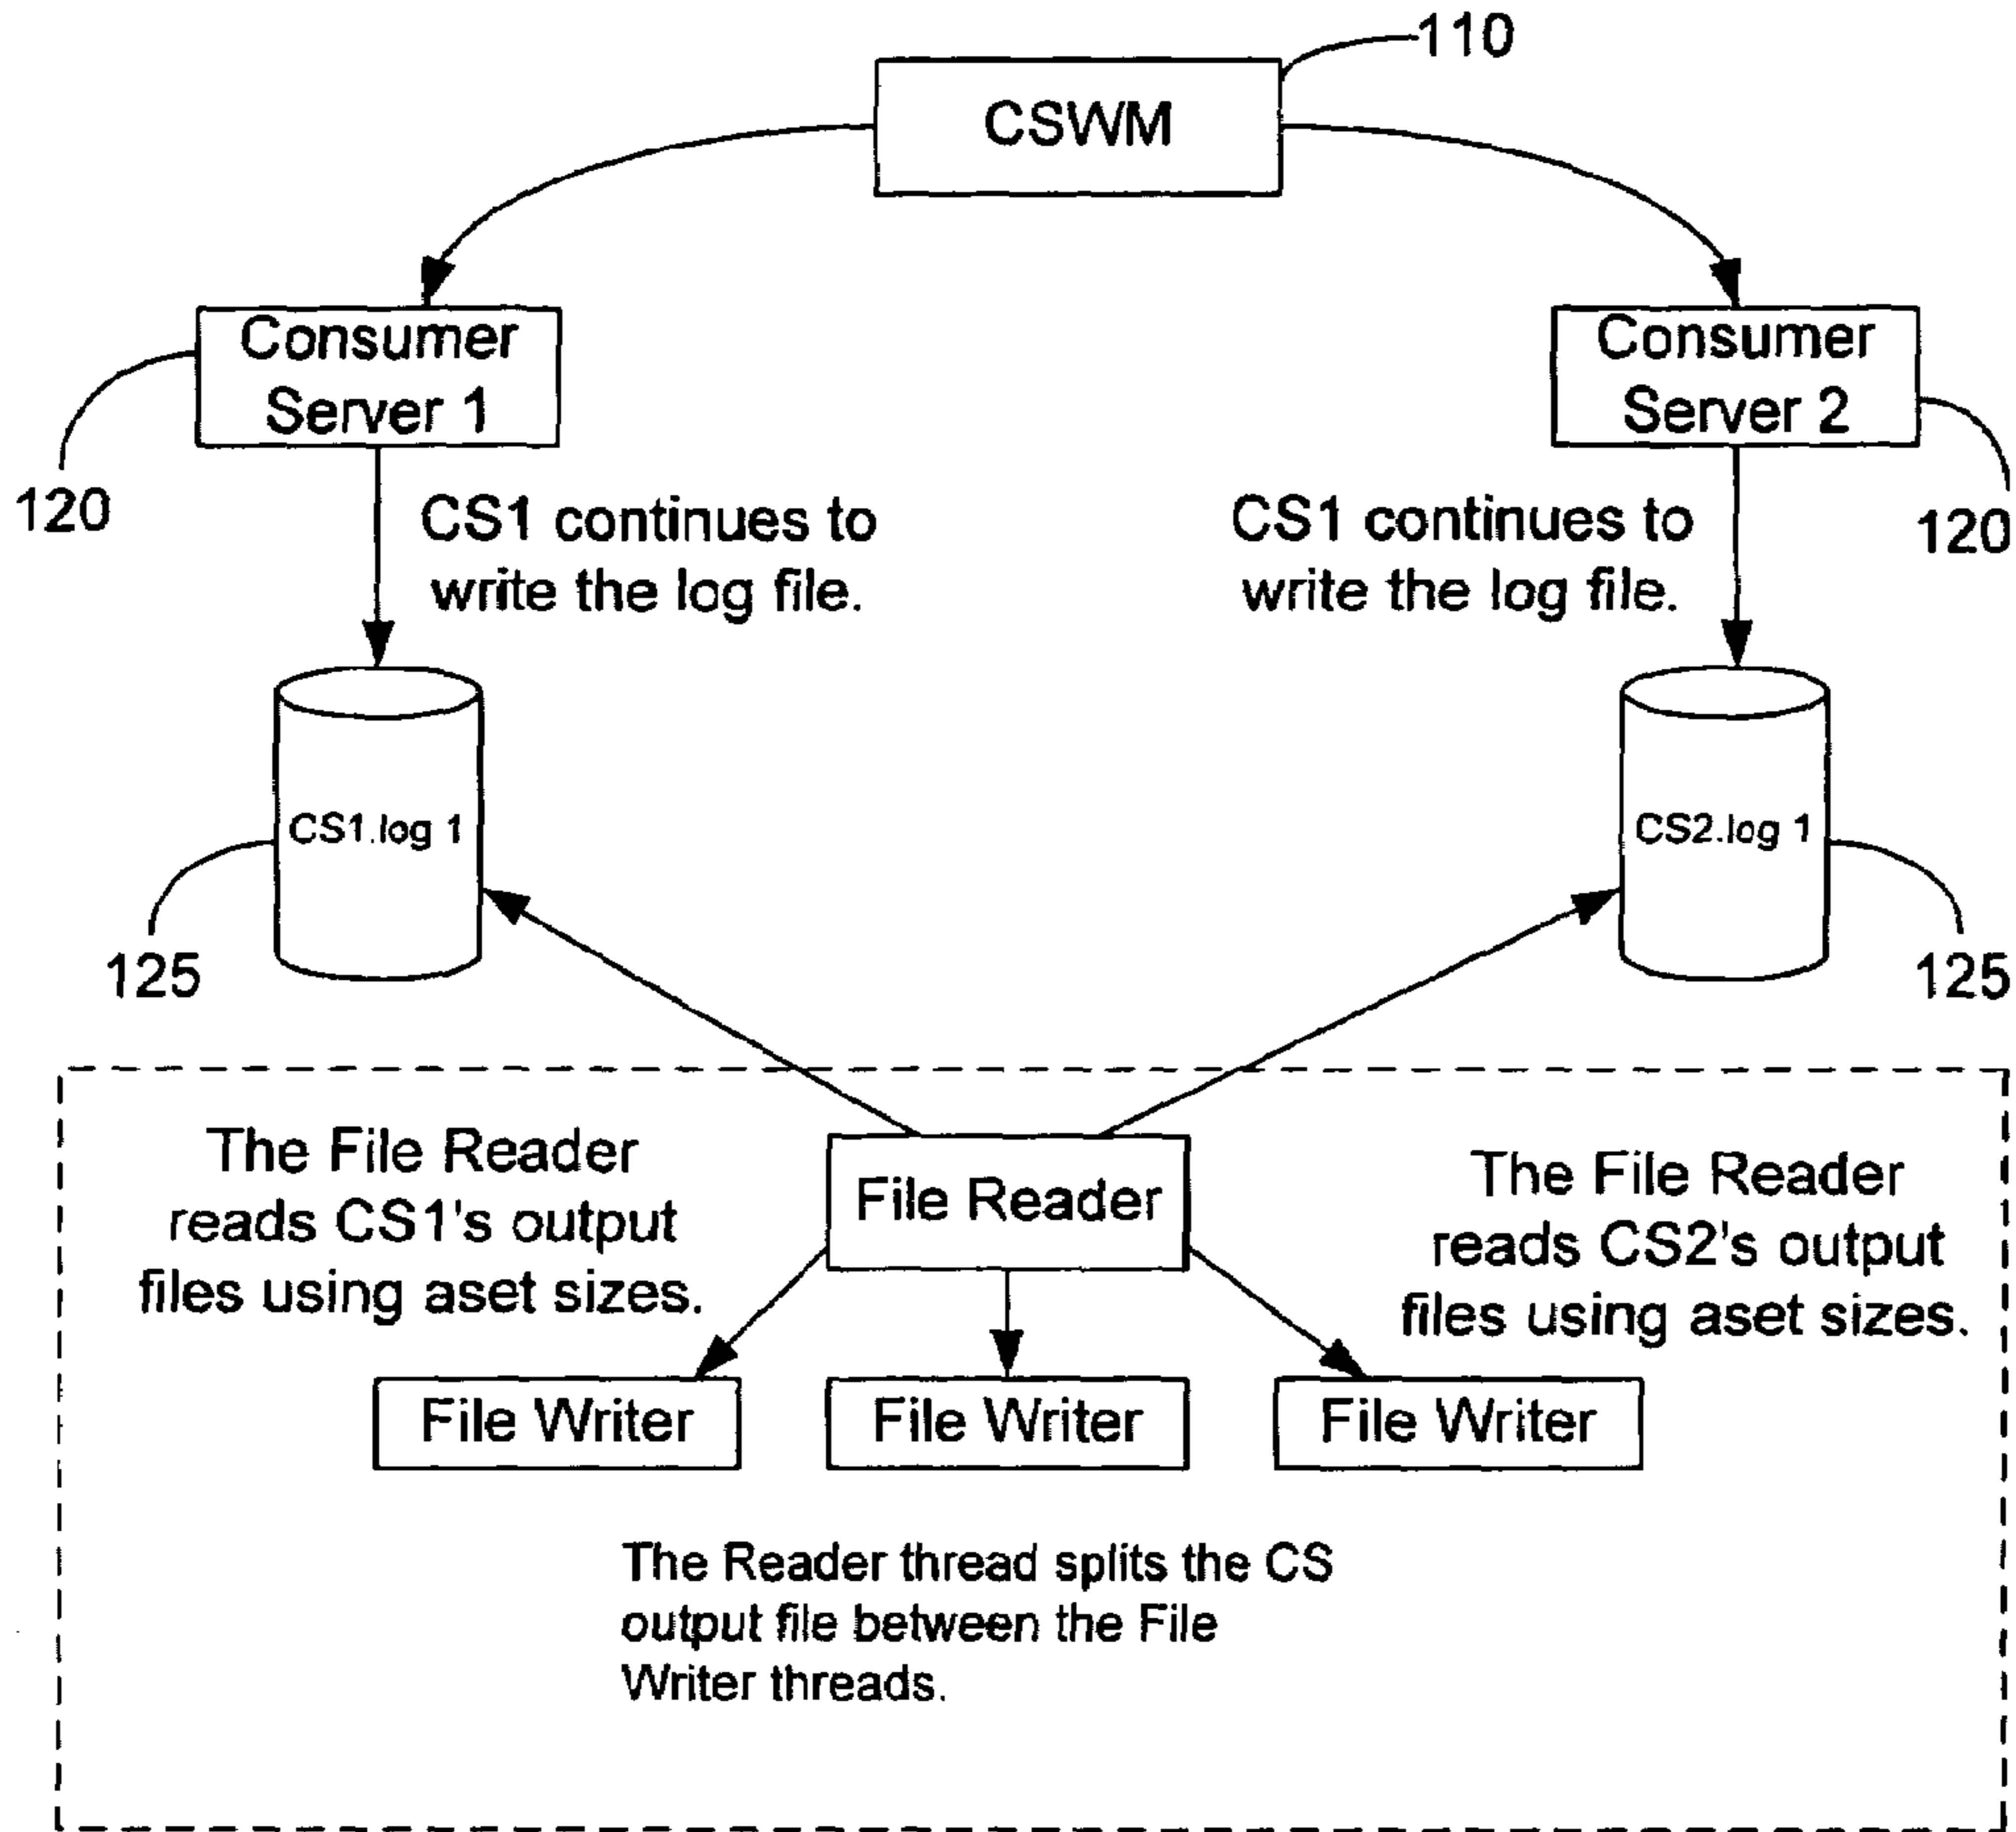 110
CSWM
Consumer
Server 1
Consumer
Server 2
120
120
CS1 continues to
write the log file.
CS1 continues to
write the log file.
CS1.log 1
CS2.log 1
125
125
The File Reader
reads CS1's output
files using aset sizes.
File Reader
The File Reader
reads CS2's output
files using aset sizes.
File Writer
File Writer
File Writer
The Reader thread splits the CS
output file between the File
Writer threads.